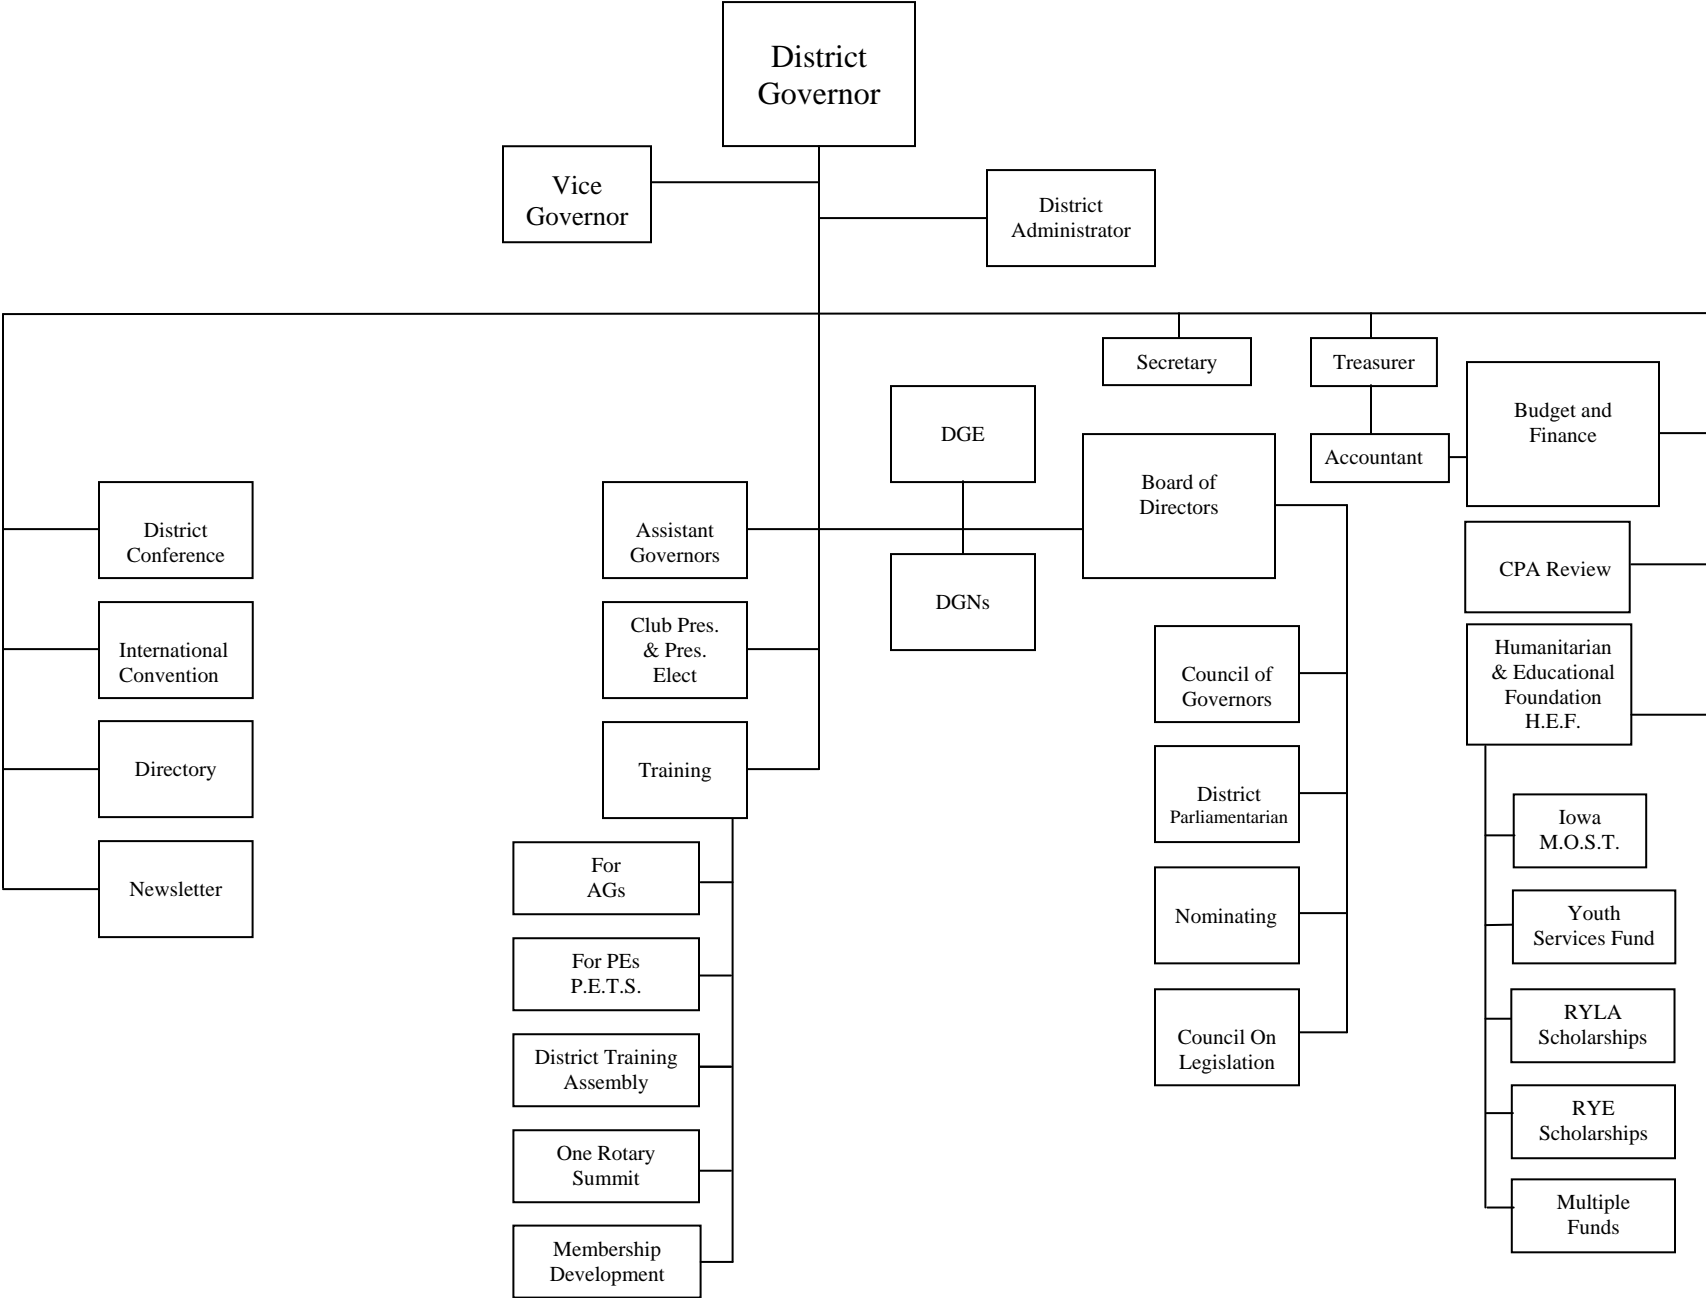 District
Governor
Vice
Governor
District
Administrator
Secretary
Treasurer
Budget and
Finance
Accountant
DGE
Board of
Directors
DGNs
District
Conference
International
Convention
Directory
Newsletter
Assistant
Governors
Club Pres.
& Pres.
Elect
Training
For
AGs
For PEs
P.E.T.S.
District Training
Assembly
One Rotary
Summit
Membership
Development
Council of
Governors
District
Parliamentarian
Nominating
Council On
Legislation
CPA Review
Humanitarian
& Educational
Foundation
H.E.F.
Iowa
M.O.S.T.
Youth
Services Fund
RYLA
Scholarships
RYE
Scholarships
Multiple
Funds